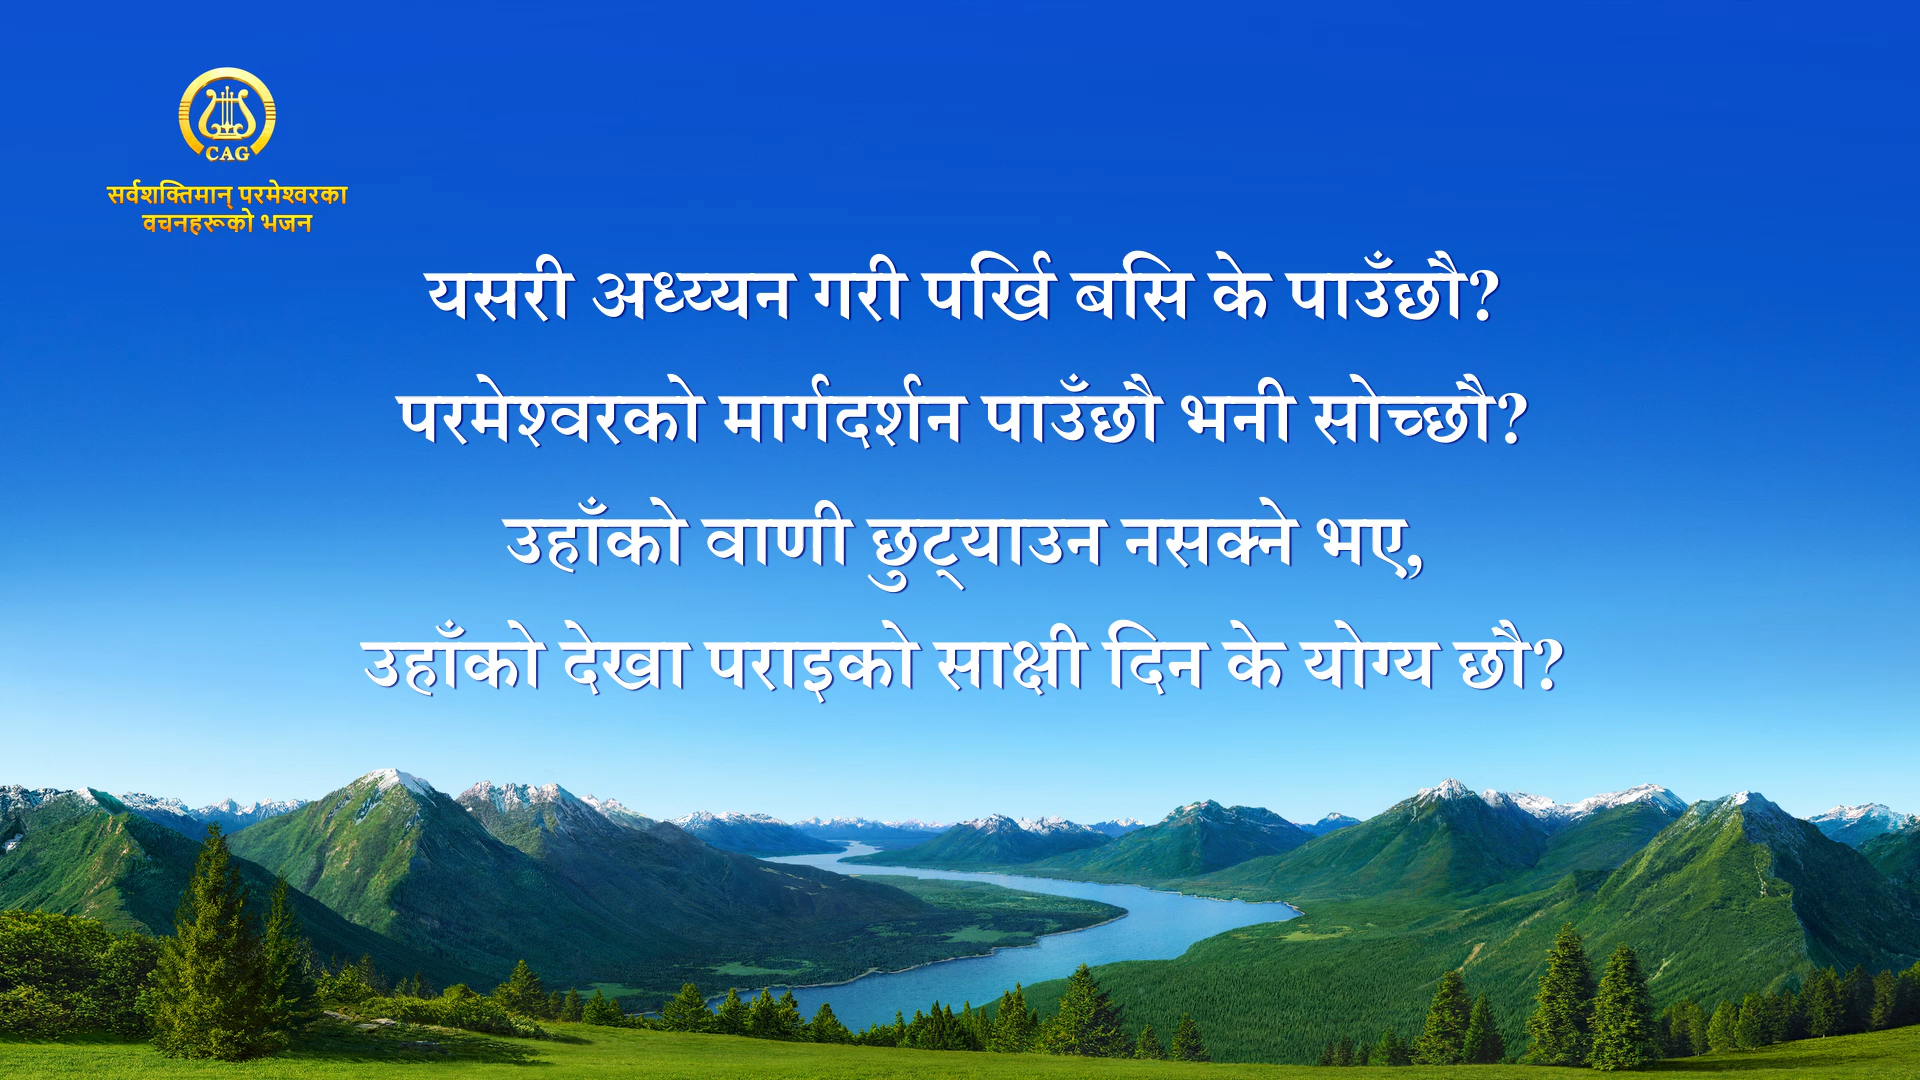 CAG
सर्वशक्तिमान् परमेश्वरका
वचनहरूको भजन
यसरी अध्य्यन गरी पर्खि बसि के पाउँछौ?
परमेश्वरको मार्गदर्शन पाउँछौ भनी सोच्छौ?
उहाँको वाणी छुट्याउन नसक्ने भए,
उहाँको देखा पराइको साक्षी दिन के योग्य छौ?